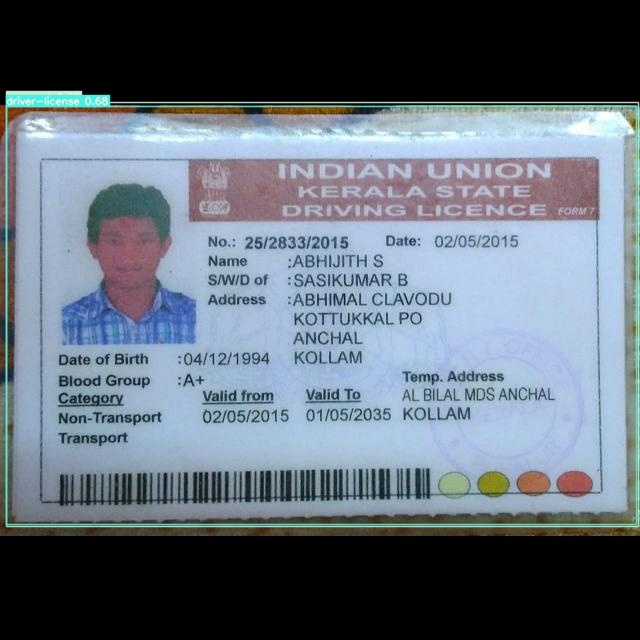 driver-license 0.68
INDIAN UNION
KERALA STATE
DRIVING LICENCE FORM 7
No.: 25/2833/2015 Date: 02/05/2015
Name :ABHIJITH S
S/W/D of :SASIKUMAR B
Address :ABHIMAL CLAVODU
KOTTUKKAL PO
ANCHAL
Date of Birth :04/12/1994 KOLLAM
Blood Group :A+ Temp. Address
Category Valid from Valid To AL BILAL MDS ANCHAL
Non-Transport 02/05/2015 01/05/2035 KOLLAM
Transport